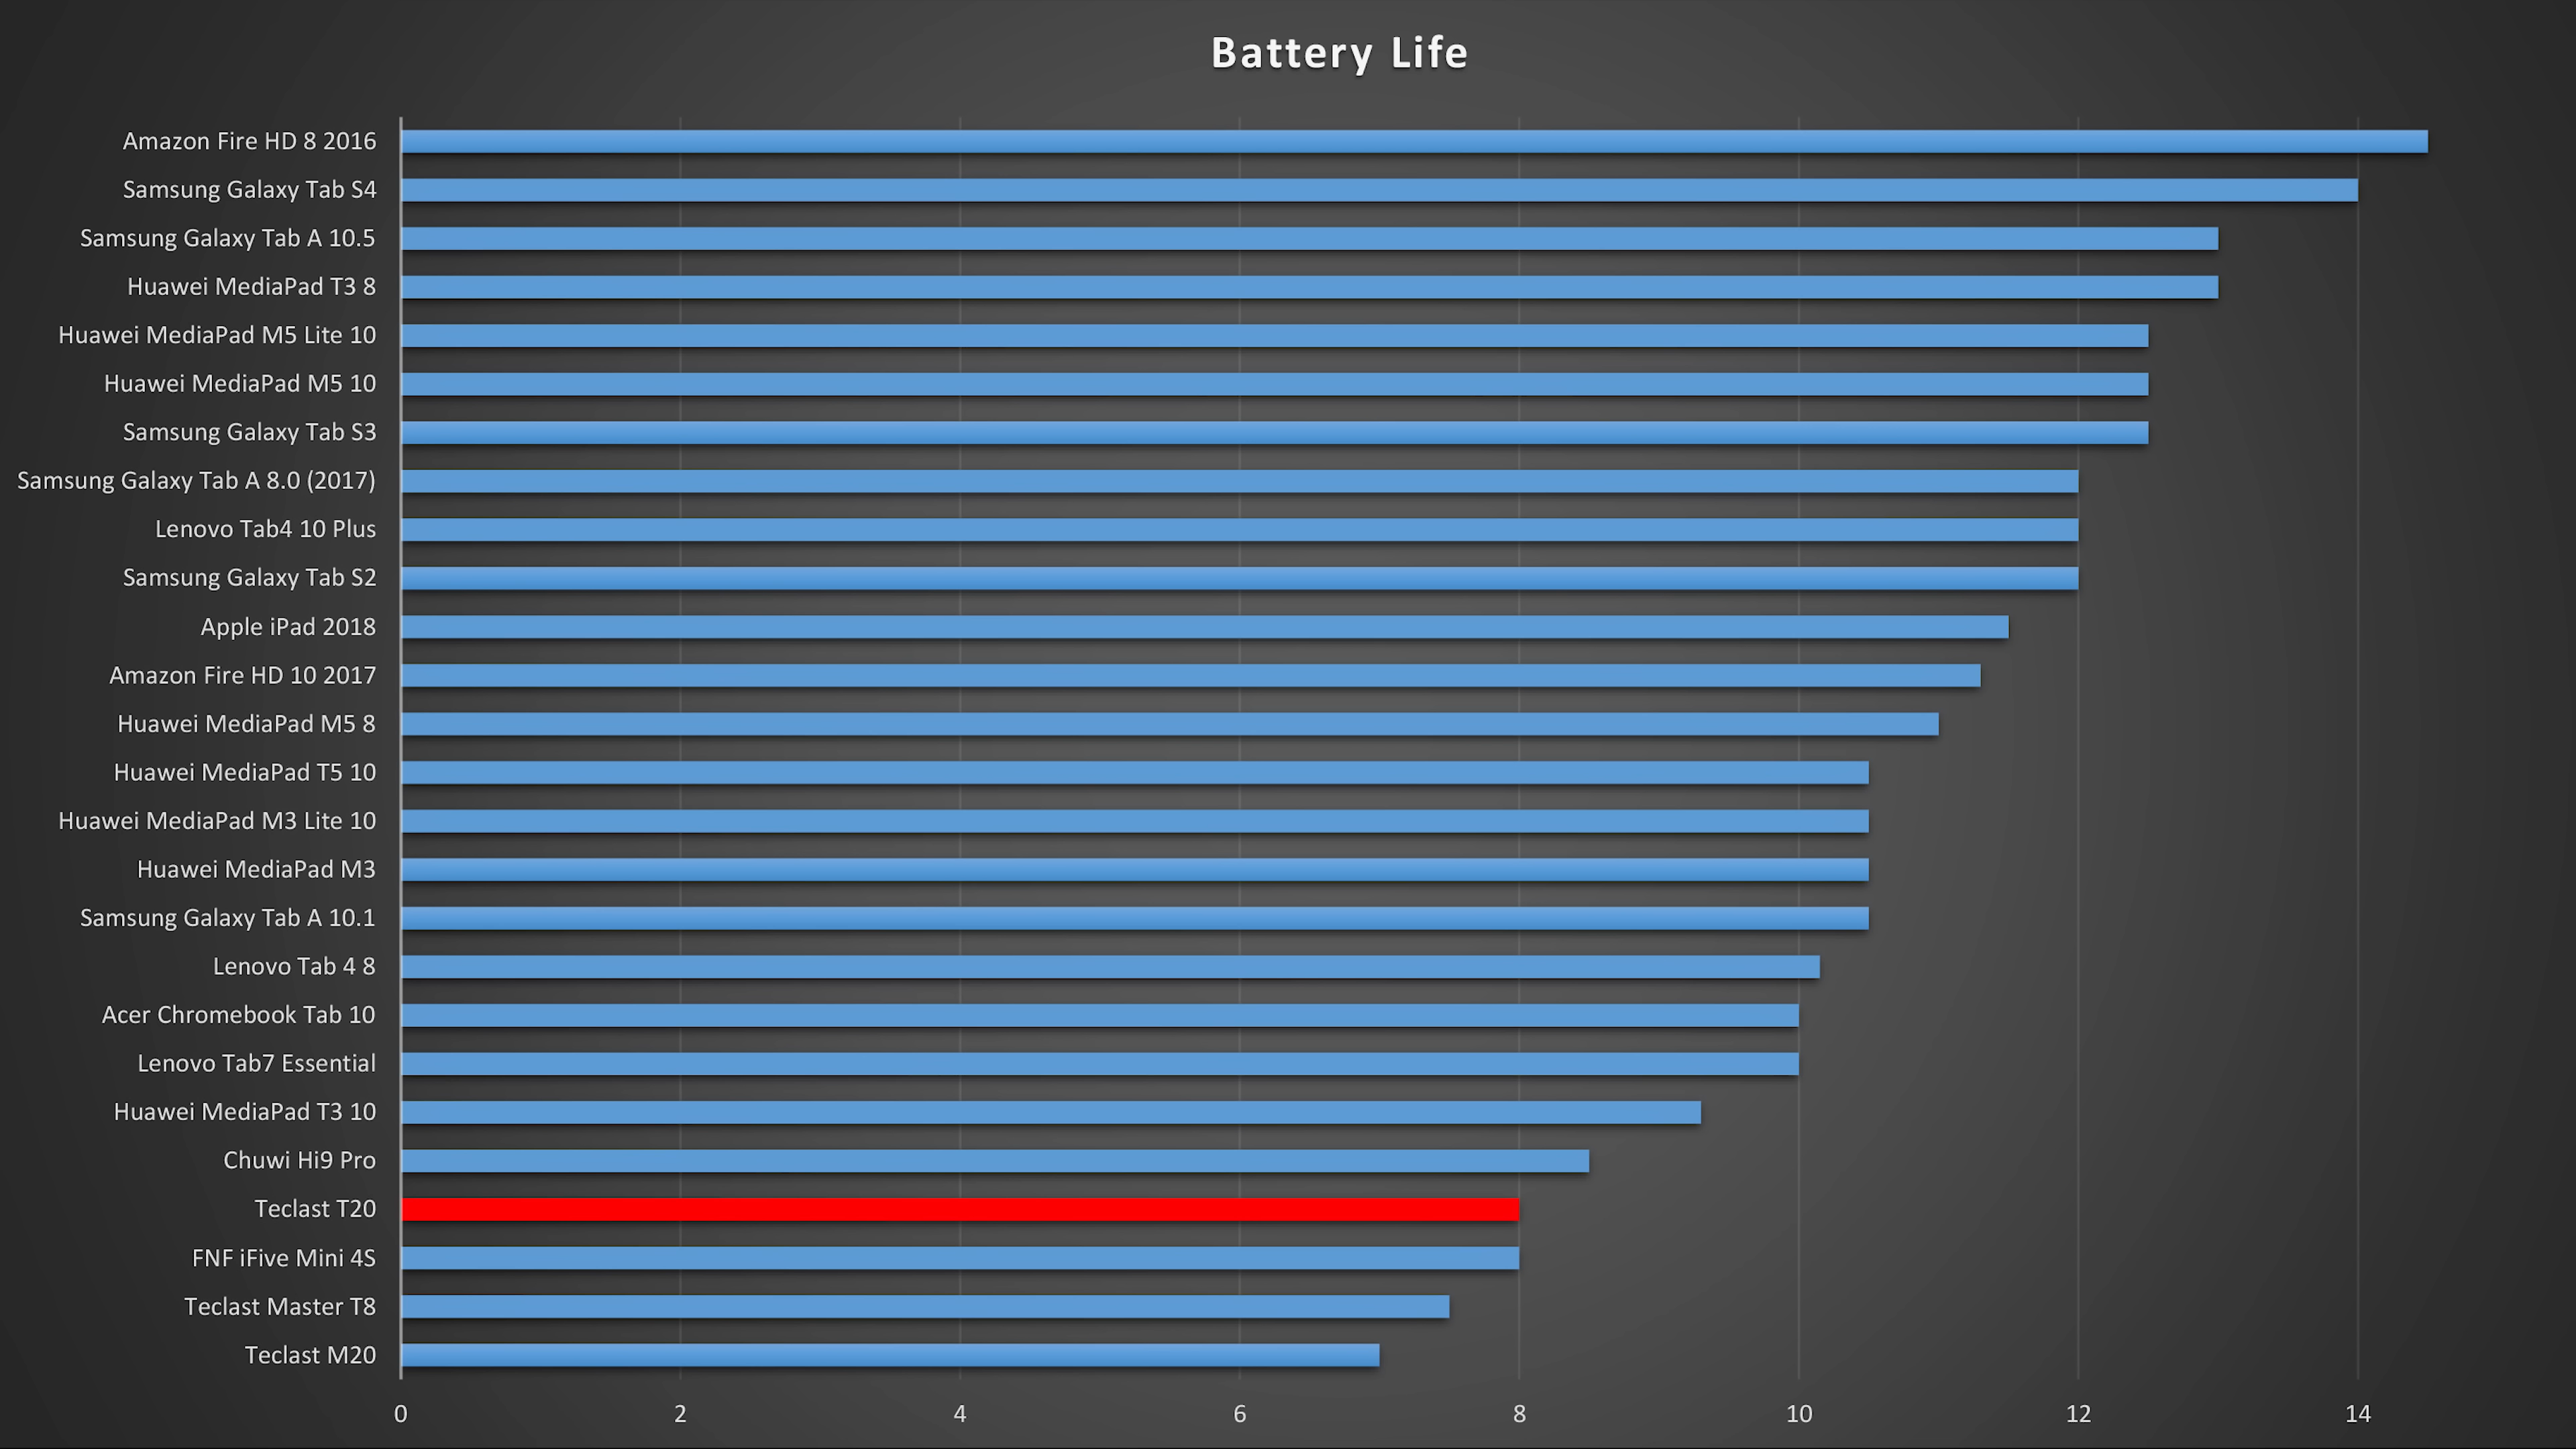 Battery Life
Amazon Fire HD 8 2016
Samsung Galaxy Tab S4
Samsung Galaxy Tab A 10.5
Huawei MediaPad T3 8
Huawei MediaPad M5 Lite 10
Huawei MediaPad M5 10
Samsung Galaxy Tab S3
Samsung Galaxy Tab A 8.0 (2017)
Lenovo Tab4 10 Plus
Samsung Galaxy Tab S2
Apple iPad 2018
Amazon Fire HD 10 2017
Huawei MediaPad M5 8
Huawei MediaPad T5 10
Huawei MediaPad M3 Lite 10
Huawei MediaPad M3
Samsung Galaxy Tab A 10.1
Lenovo Tab 4 8
Acer Chromebook Tab 10
Lenovo Tab7 Essential
Huawei MediaPad T3 10
Chuwi Hi9 Pro
Teclast T20
FNF iFive Mini 4S
Teclast Master T8
Teclast M20
0 2 4 6 8 10 12 14